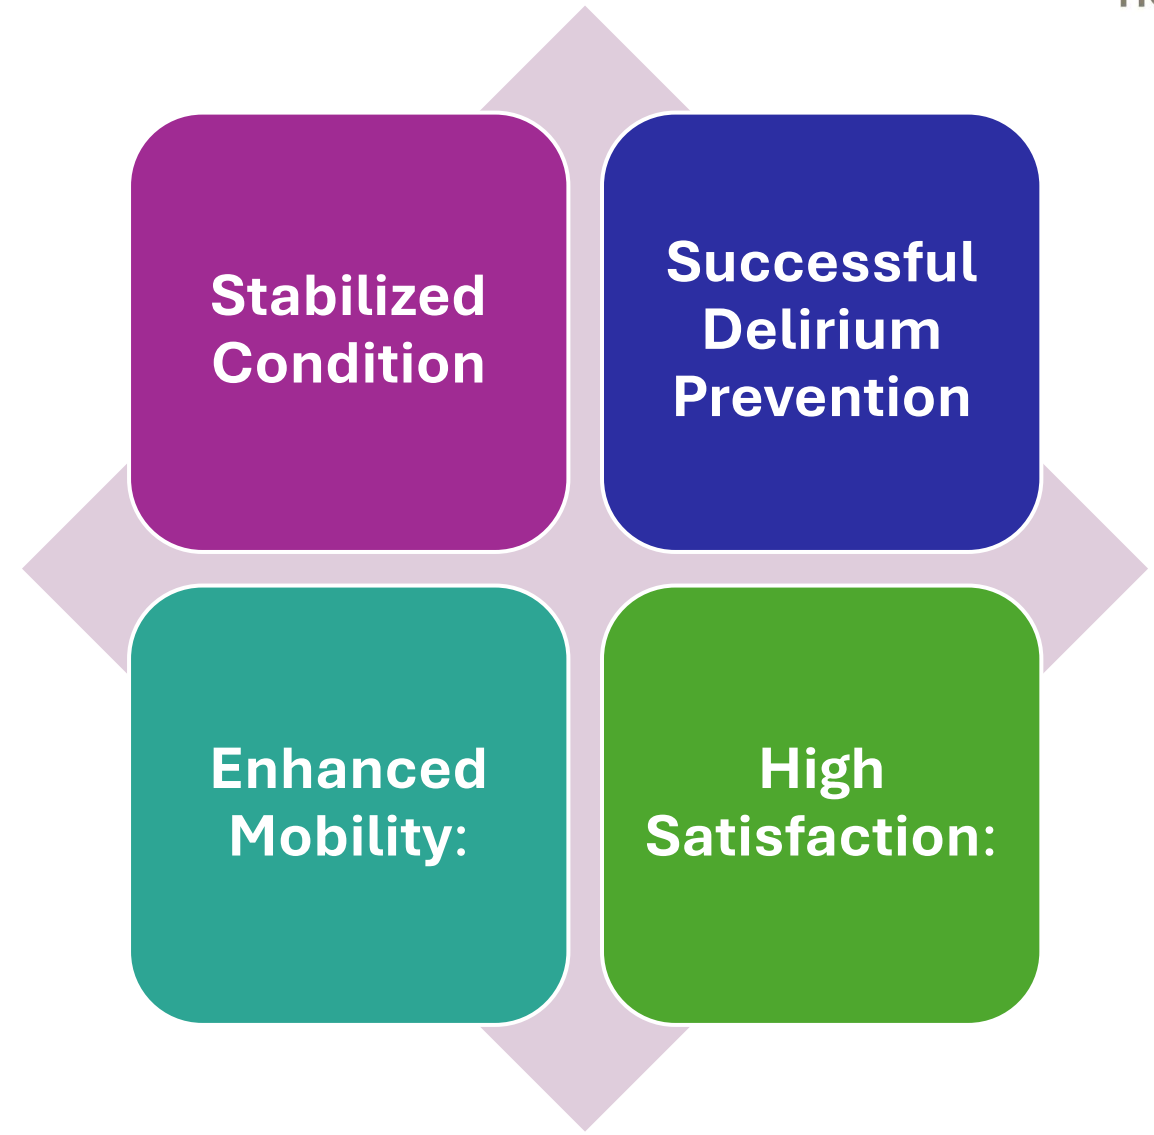 Stabilized
Condition
Successful
Delirium
Prevention
Enhanced
Mobility:
High
Satisfaction: